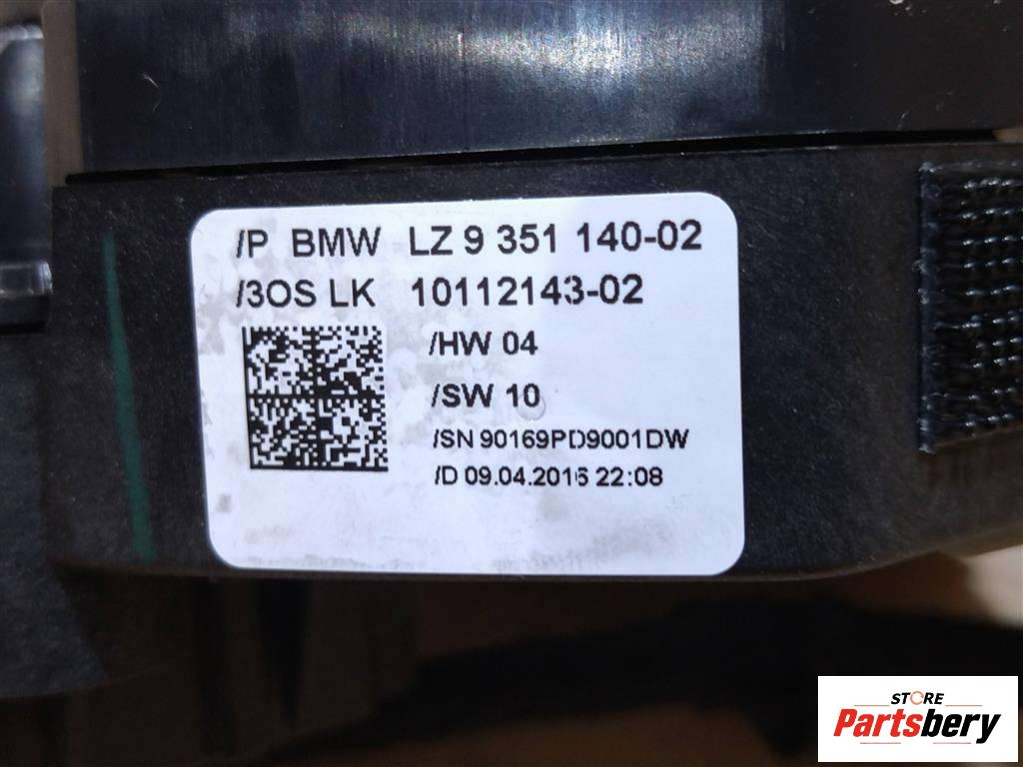 /P BMW LZ 9 351 140-02
/3OS LK 10112143-02
/HW 04
/SW 10
/SN 90169PD9001DW
/D 09.04.2016 22:08
STORE
Partsbery